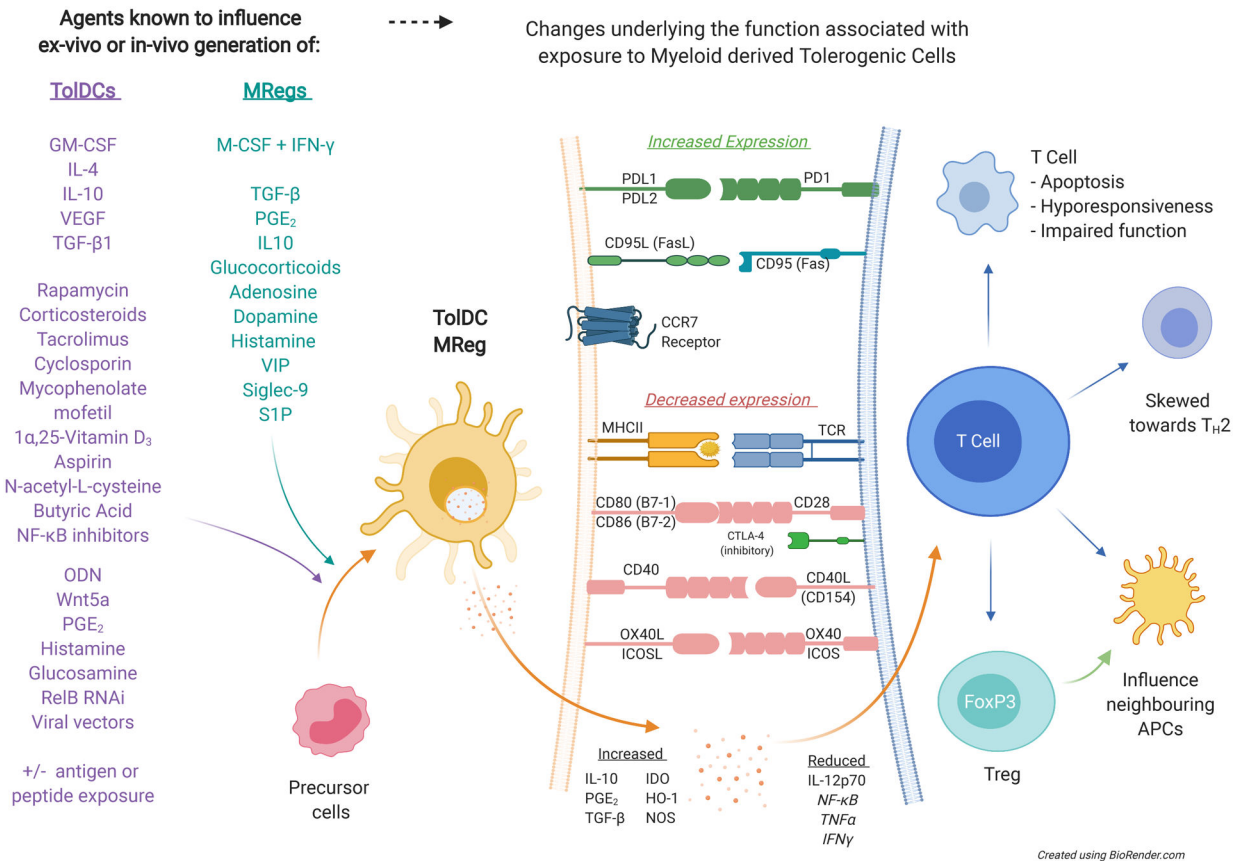 Agents known to influence
ex-vivo or in-vivo generation of:
Changes underlying the function associated with
exposure to Myeloid derived Tolerogenic Cells
TolDCs
GM-CSF
IL-4
IL-10
VEGF
TGF-β1
Rapamycin
Corticosteroids
Tacrolimus
Cyclosporin
Mycophenolate
mofetil
1α,25-Vitamin D₃
Aspirin
N-acetyl-L-cysteine
Butyric Acid
NF-κB inhibitors
ODN
Wnt5a
PGE₂
Histamine
Glucosamine
RelB RNAi
Viral vectors
+/- antigen or
peptide exposure
MRegs
M-CSF + IFN-γ
TGF-β
PGE₂
IL10
Glucocorticoids
Adenosine
Dopamine
Histamine
VIP
Siglec-9
S1P
TolDC
MReg
Precursor
cells
Increased Expression
PDL1
PDL2
PD1
CD95L (FasL)
CD95 (Fas)
CCR7
Receptor
Decreased expression
MHCII
TCR
CD80 (B7-1)
CD86 (B7-2)
CD28
CTLA-4
(inhibitory)
CD40
CD40L
(CD154)
OX40L
ICOSL
OX40
ICOS
Increased
IL-10 IDO
PGE₂ HO-1
TGF-β NOS
Reduced
IL-12p70
NF-κB
TNFα
IFNγ
T Cell
- Apoptosis
- Hyporesponsiveness
- Impaired function
Skewed
towards TH2
T Cell
FoxP3
Treg
Influence
neighbouring
APCs
Created using BioRender.com